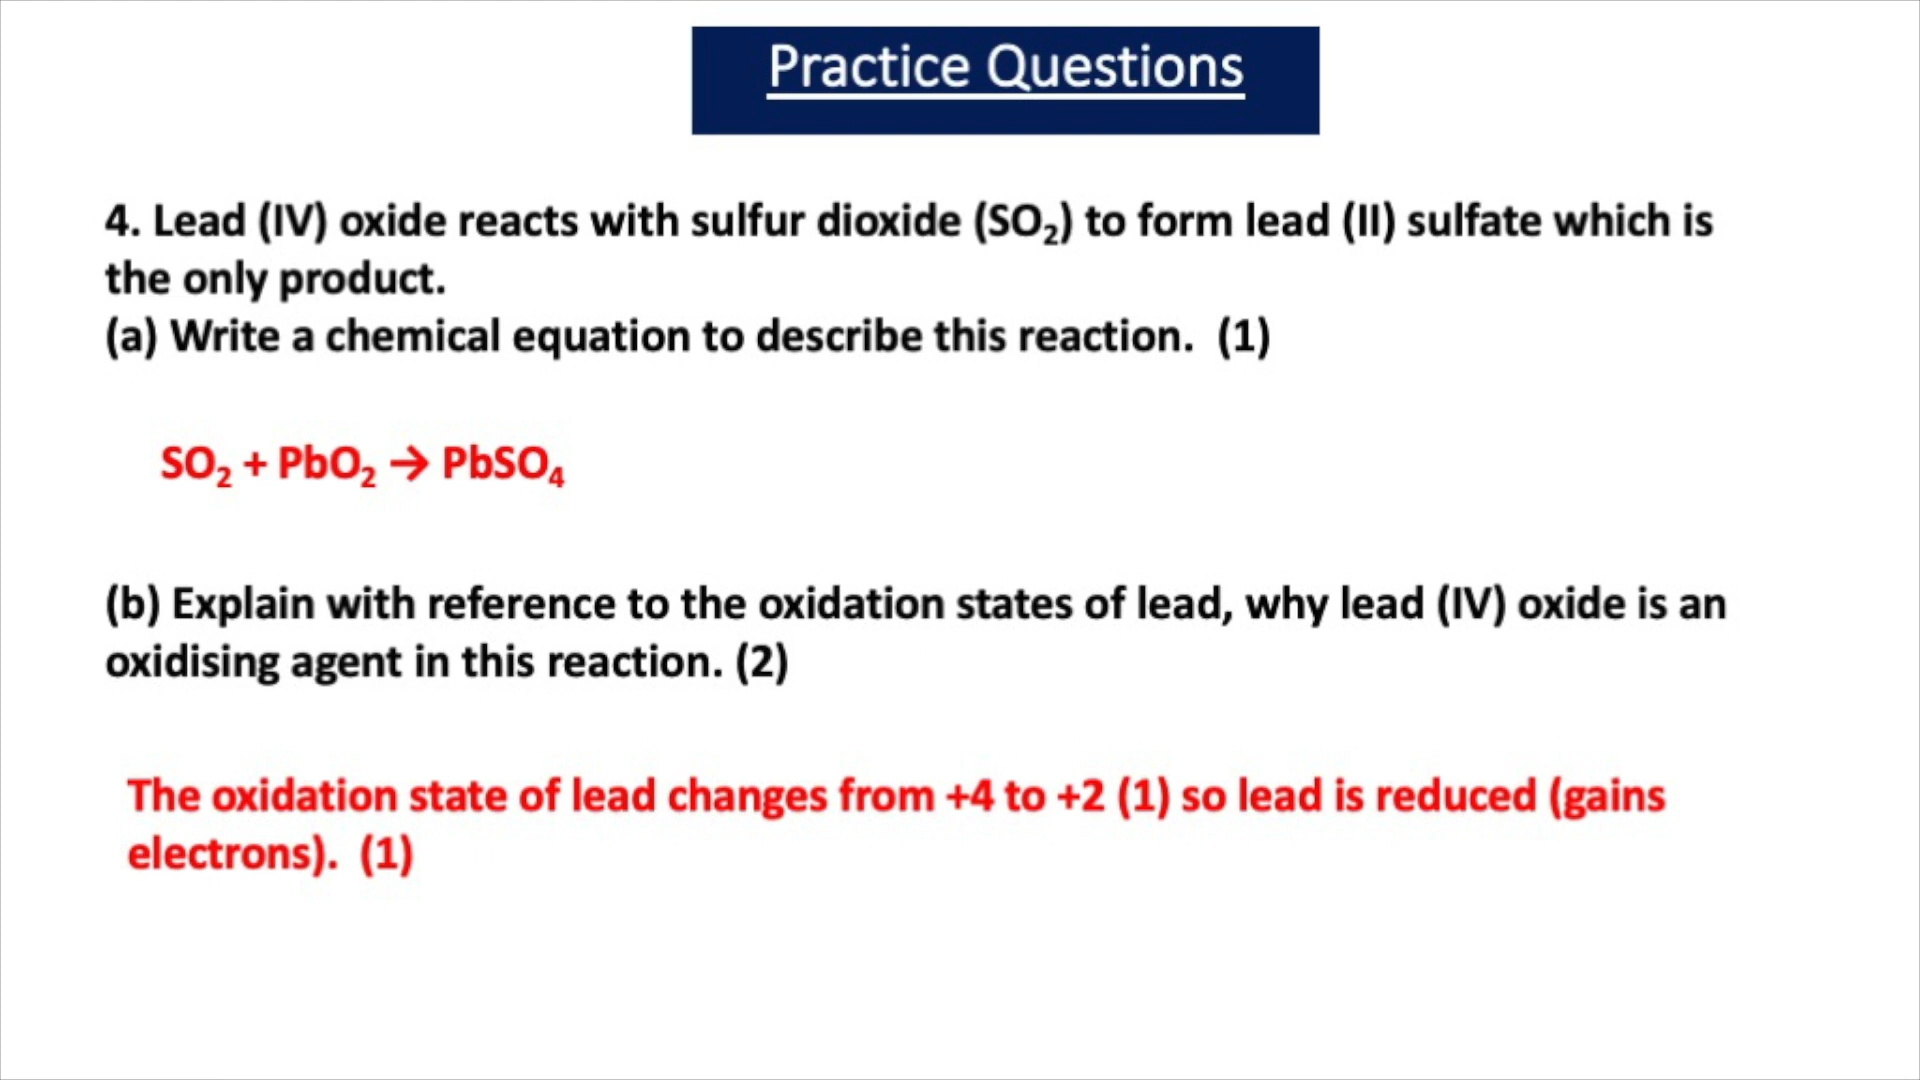 Practice Questions
4. Lead (IV) oxide reacts with sulfur dioxide (SO₂) to form lead (II) sulfate which is
the only product.
(a) Write a chemical equation to describe this reaction. (1)
SO₂ + PbO₂ → PbSO₄
(b) Explain with reference to the oxidation states of lead, why lead (IV) oxide is an
oxidising agent in this reaction. (2)
The oxidation state of lead changes from +4 to +2 (1) so lead is reduced (gains
electrons). (1)